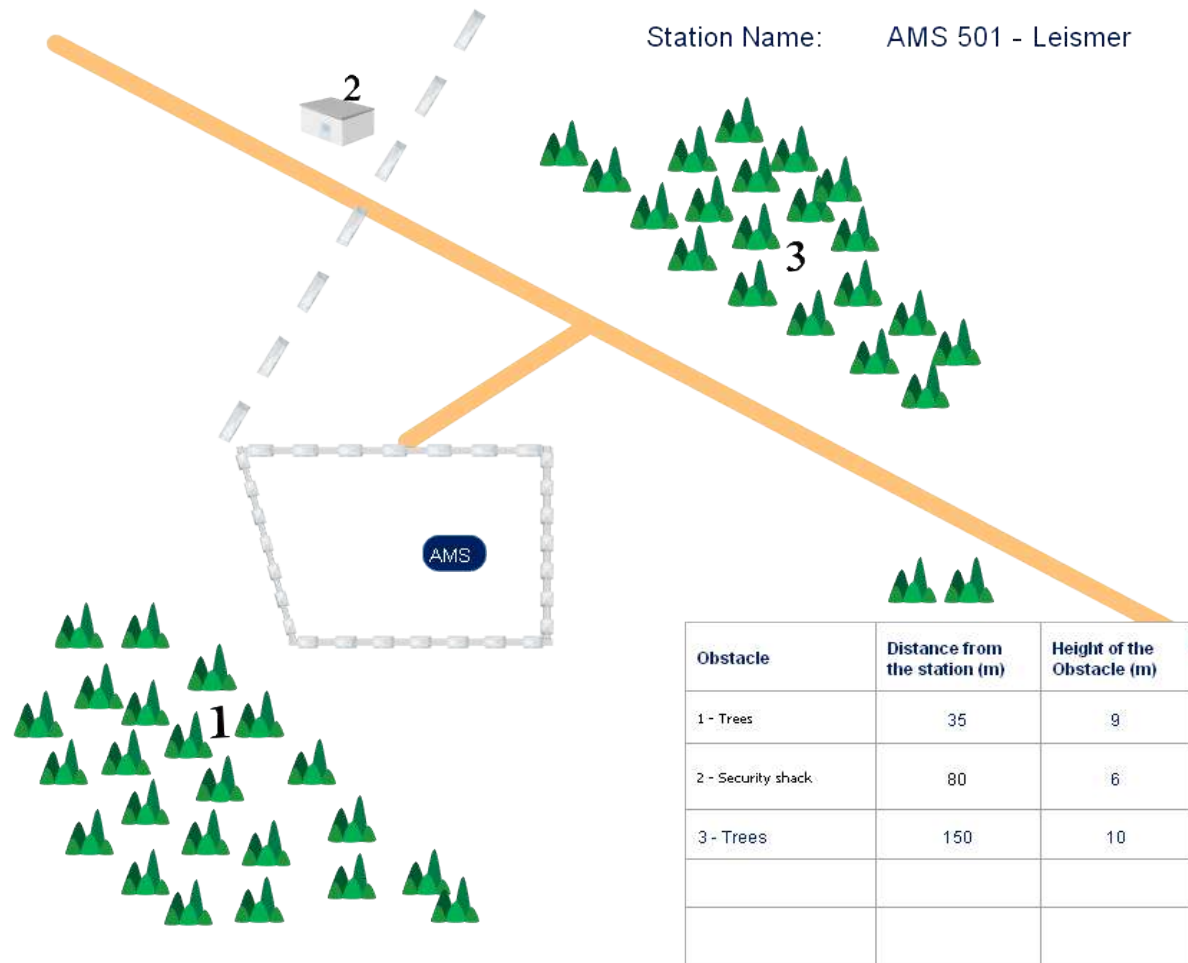 Station Name: AMS 501 - Leismer
2
3
AMS
1
Obstacle Distance from the station (m) Height of the Obstacle (m)
1 - Trees 35 9
2 - Security shack 80 6
3 - Trees 150 10